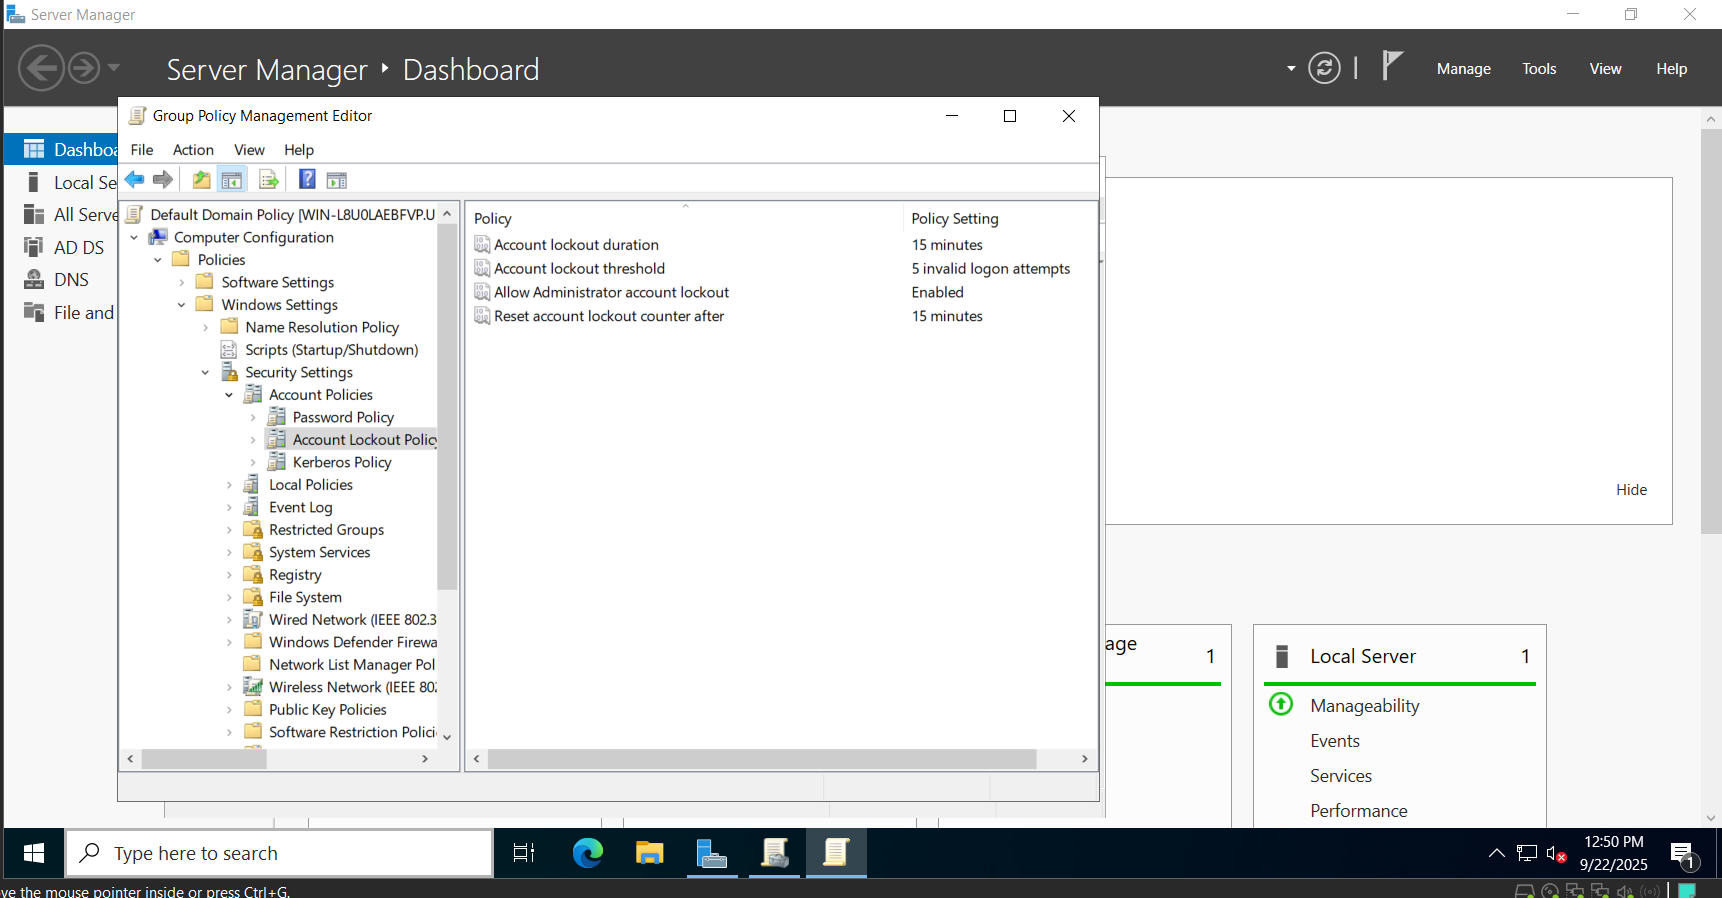 Server Manager
Server Manager ‣ Dashboard
Manage
Tools
View
Help
Dashboa
Local Se
All Serve
AD DS
DNS
File and
Group Policy Management Editor
File Action View Help
Default Domain Policy [WIN-L8U0LAEBFVP.U
Computer Configuration
Policies
Software Settings
Windows Settings
Name Resolution Policy
Scripts (Startup/Shutdown)
Security Settings
Account Policies
Password Policy
Account Lockout Policy
Kerberos Policy
Local Policies
Event Log
Restricted Groups
System Services
Registry
File System
Wired Network (IEEE 802.3
Windows Defender Firewa
Network List Manager Pol
Wireless Network (IEEE 802
Public Key Policies
Software Restriction Polici
Policy Policy Setting
Account lockout duration 15 minutes
Account lockout threshold 5 invalid logon attempts
Allow Administrator account lockout Enabled
Reset account lockout counter after 15 minutes
Hide
age 1
Local Server 1
Manageability
Events
Services
Performance
Type here to search
12:50 PM
9/22/2025
1
ve the mouse pointer inside or press Ctrl+G.